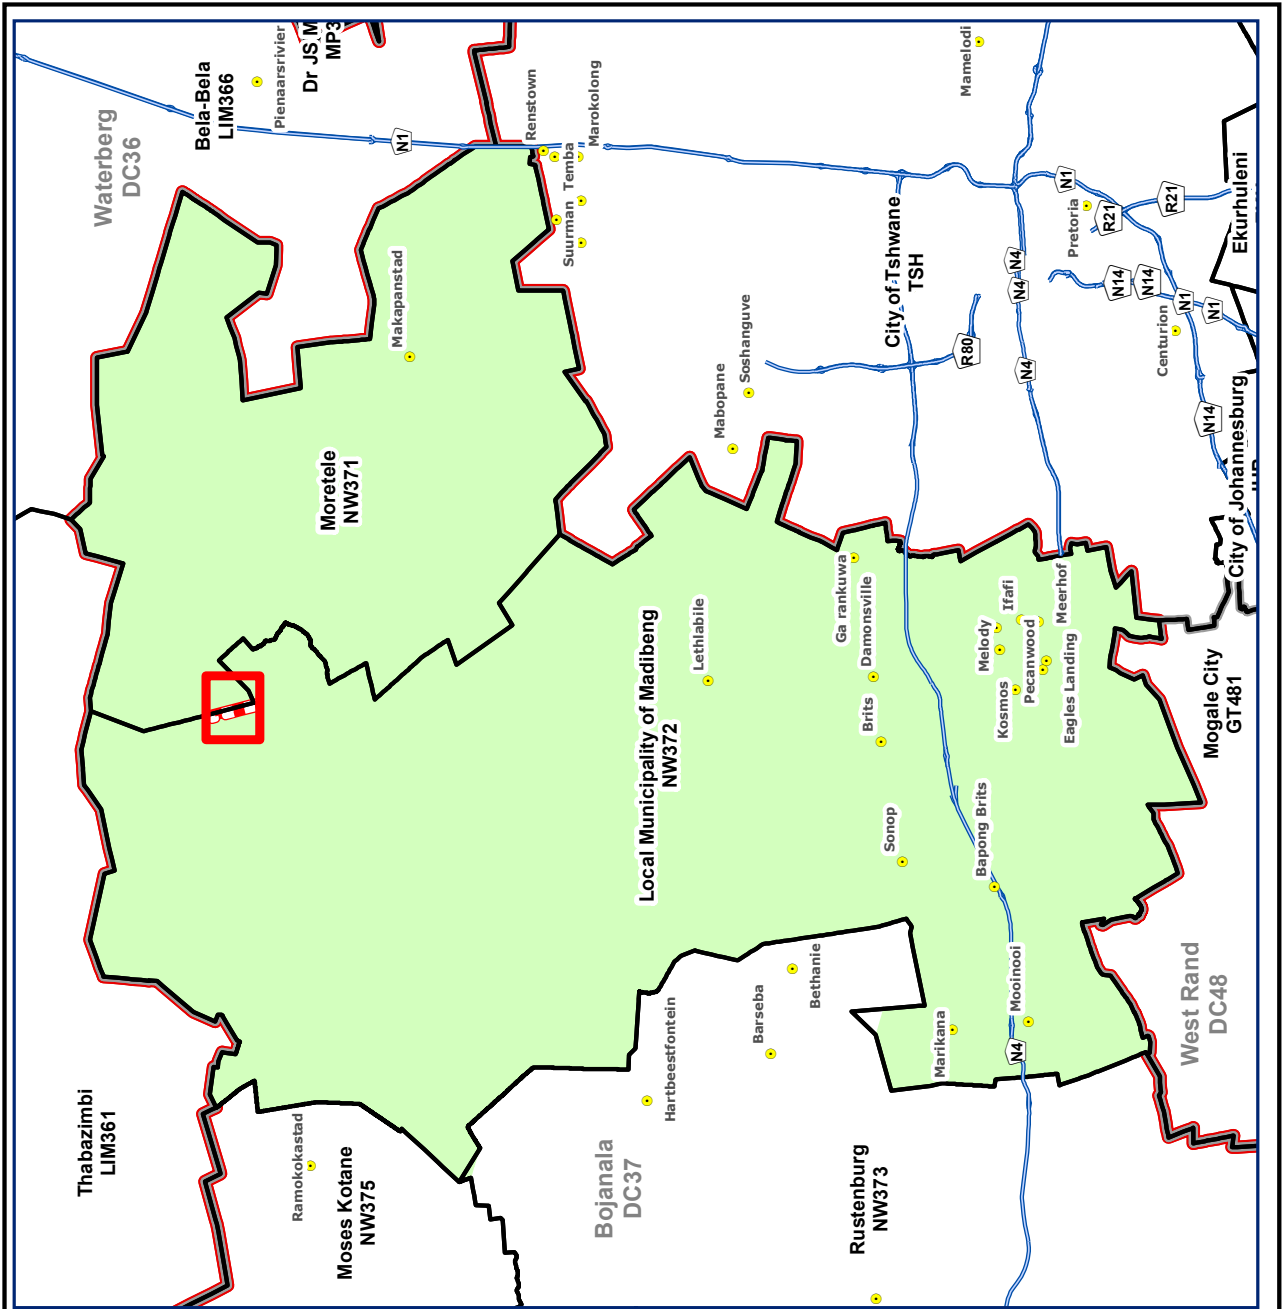 Waterberg
DC36
Bela-Bela
LIM366
Pienaarsrivier
Dr JS M
MP3
N1
Renstown
Temba
Marokolong
Suurman
Mamelodi
N1
R21
R21
Pretoria
Ekurhuleni
City of Tshwane
TSH
N4
N4
N14
N14
N1
N1
Centurion
R80
N4
N14
City of Johannesburg
Makapanstad
Soshanguve
Mabopane
Moretele
NW371
Ga rankuwa
Damonsville
Brits
Ifafi
Meerhof
Melody
Pecanwood
Kosmos
Eagles Landing
Lethlabile
Local Municipality of Madibeng
NW372
Mogale City
GT481
Sonop
Bapong Brits
Bethanie
Barseba
Hartbeestfontein
Mooinooi
Marikana
N4
West Rand
DC48
Thabazimbi
LIM361
Ramokokastad
Moses Kotane
NW375
Bojanala
DC37
Rustenburg
NW373